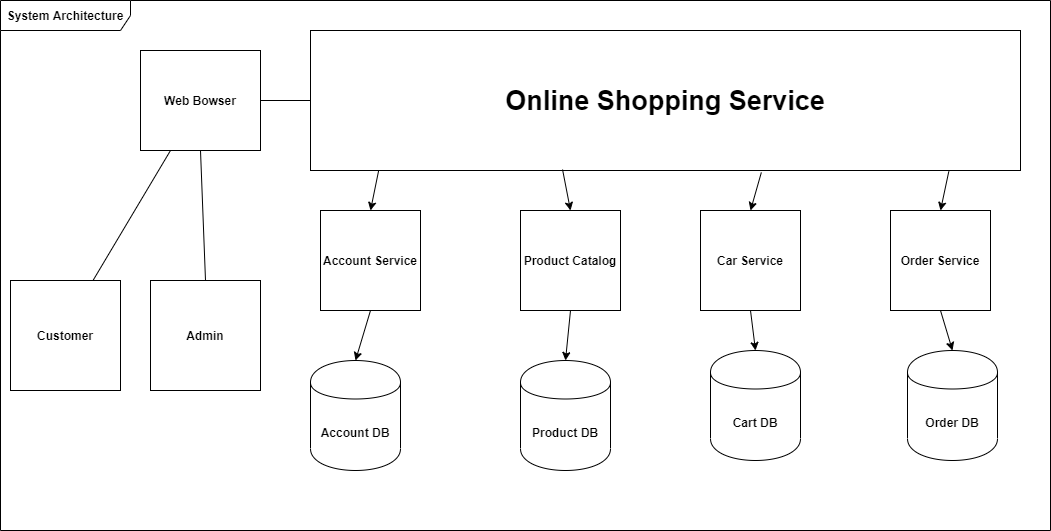 System Architecture
Web Bowser
Online Shopping Service
Account Service
Product Catalog
Car Service
Order Service
Customer
Admin
Account DB
Product DB
Cart DB
Order DB